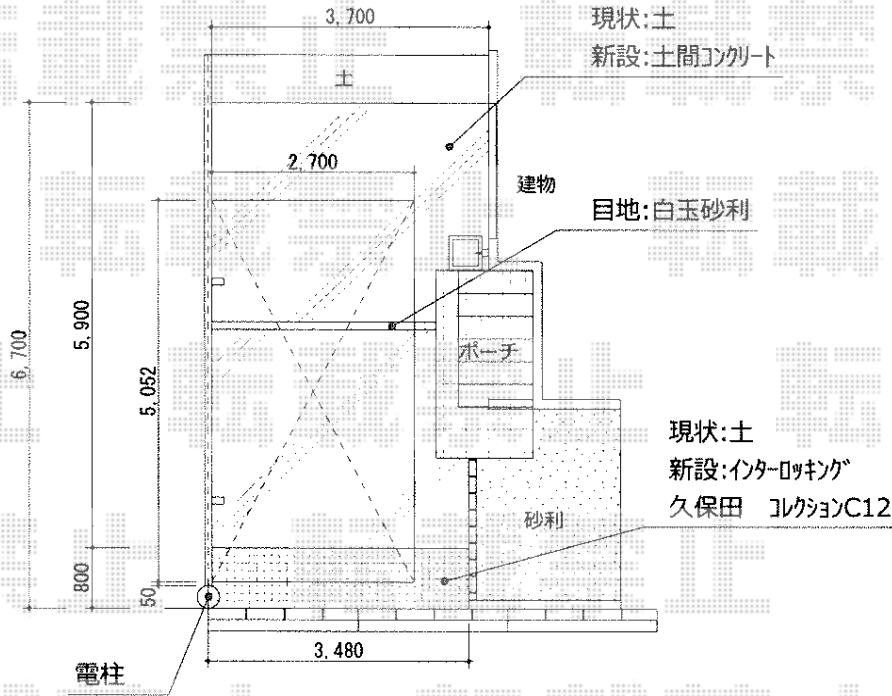 3,700
現状:土
新設:土間コンクリート
土
2,700
建物
目地:白玉砂利
6,700
5,900
5,052
ポーチ
現状:土
新設:インターロッキング
久保田 コレクションC12
砂利
800
50
3,480
電柱